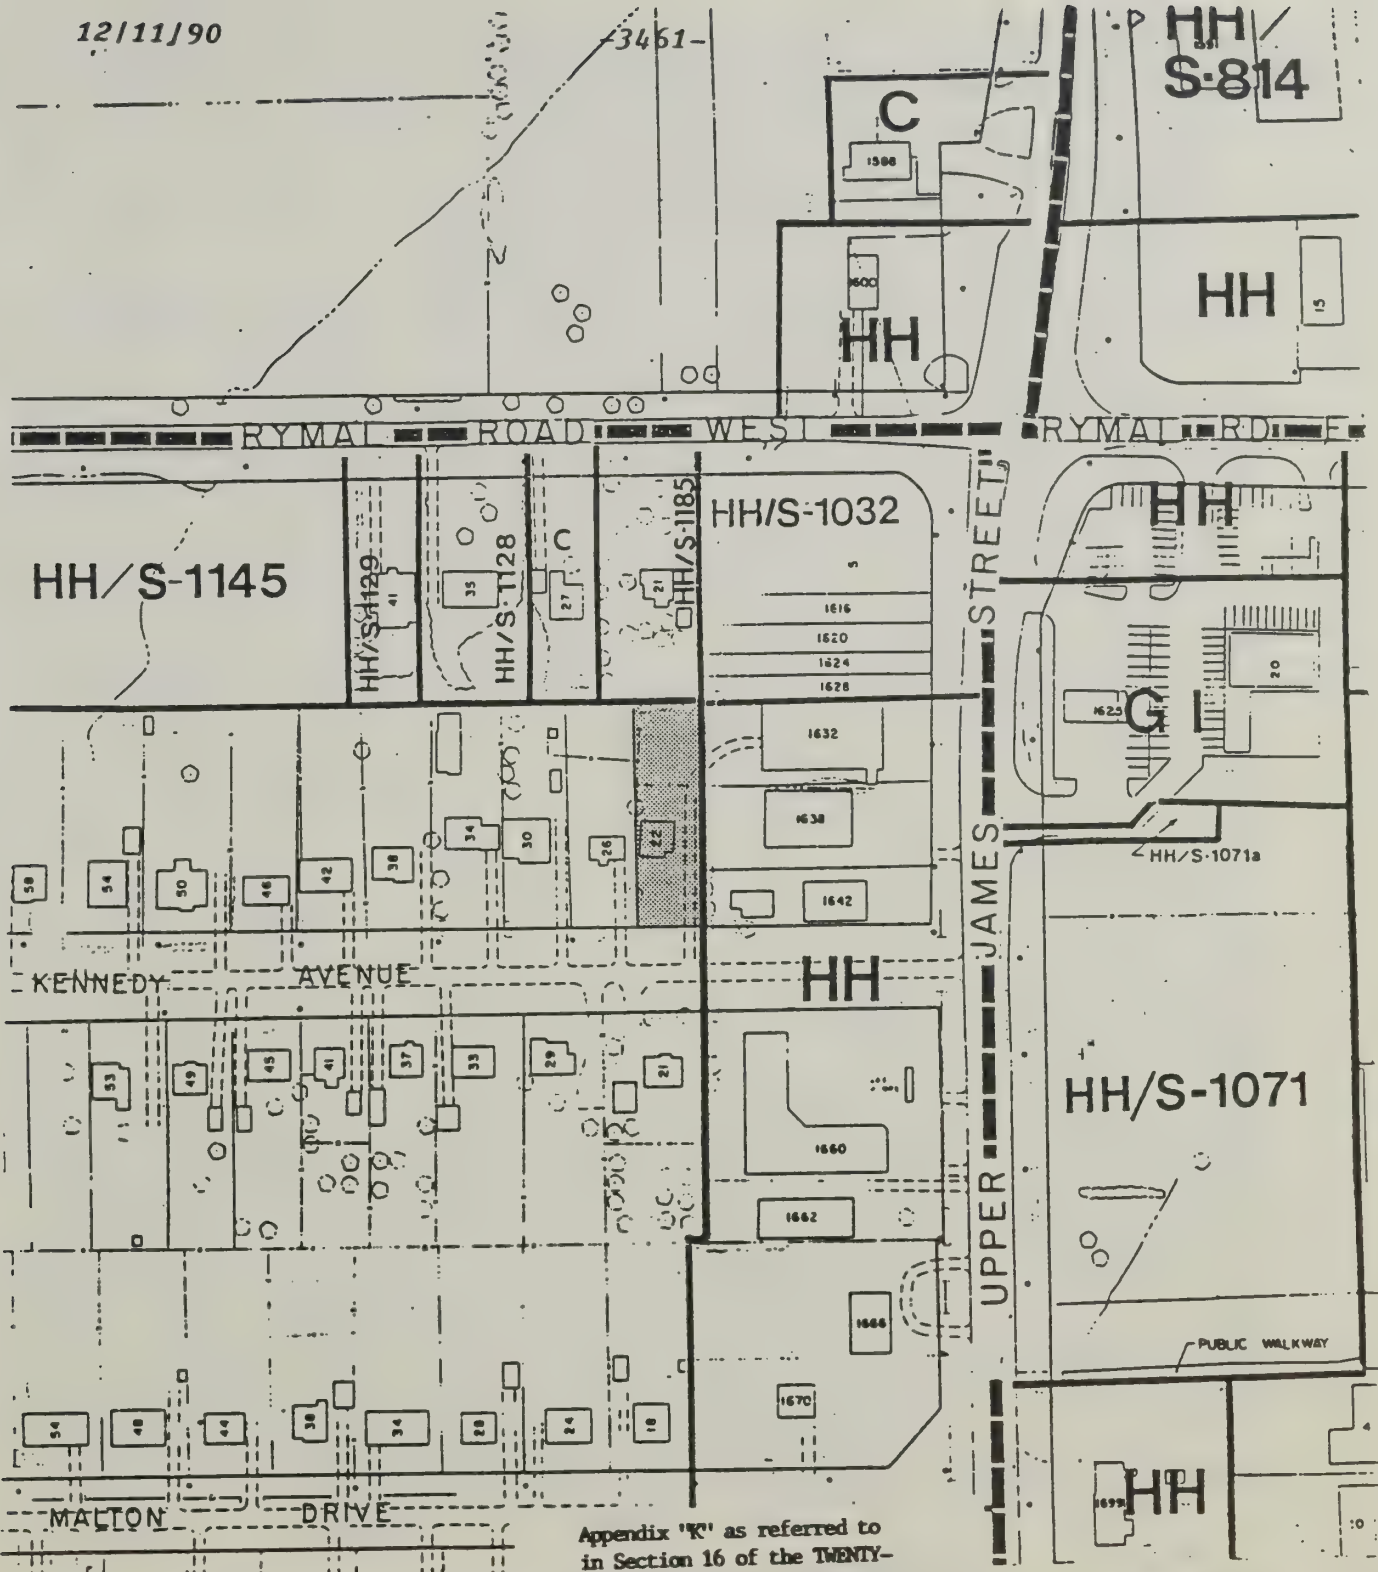 12/11/90
-3461-
HH/
S-814
C
1598
HH
1600
HH
15
RYMAL ROAD WEST
RYMAL RD E
HH/S-1145
HH/S-1129
41
35
HH/S-1128
C
27
21
HH/S-1185
HH/S-1032
1616
1620
1624
1628
HH
G I
1625
20
HH/S-1071a
1632
1638
1642
58
54
50
46
42
38
34
30
26
22
KENNEDY AVENUE
HH
UPPER JAMES STREET
53
49
45
41
37
33
29
21
1660
1662
1666
1670
HH/S-1071
PUBLIC WALKWAY
54
48
44
38
34
28
24
18
MALTON DRIVE
HH
1699
4
Appendix "K" as referred to
in Section 16 of the TWENTY-